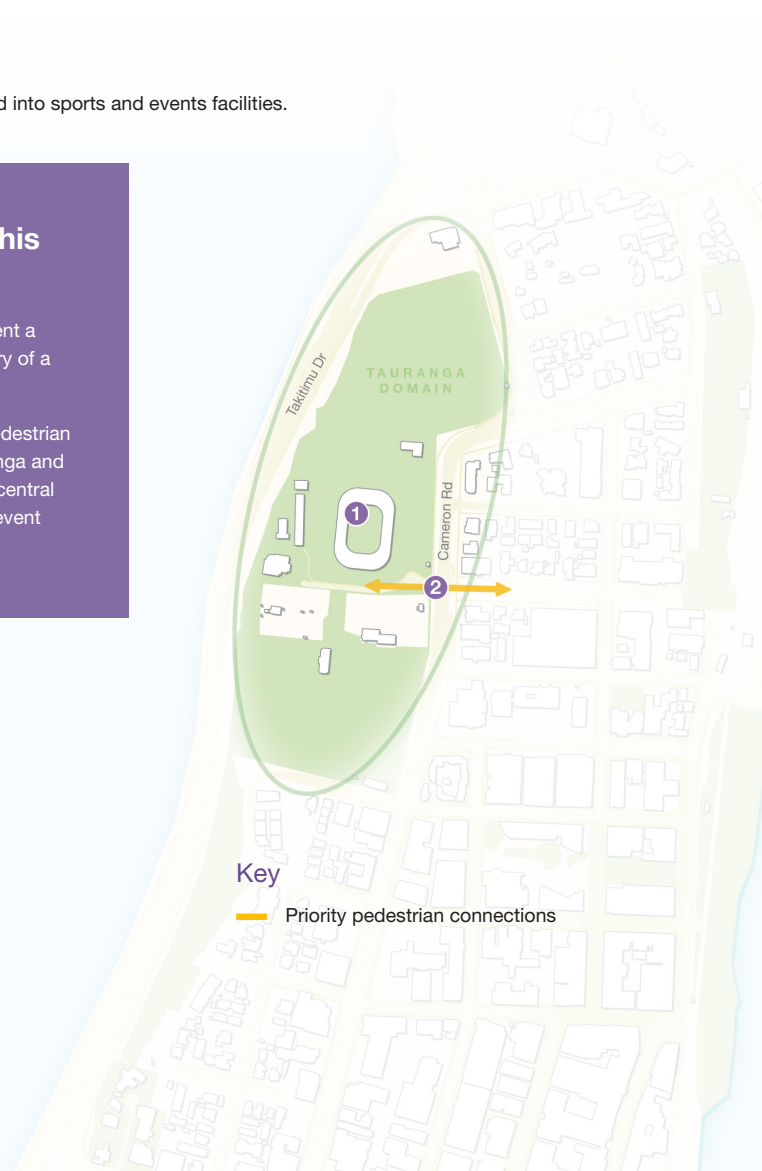 d into sports and events facilities.
his
ent a
ry of a
destrian
nga and
central
event
Takitimu Dr
TAURANGA
DOMAIN
1
Cameron Rd
2
Key
Priority pedestrian connections